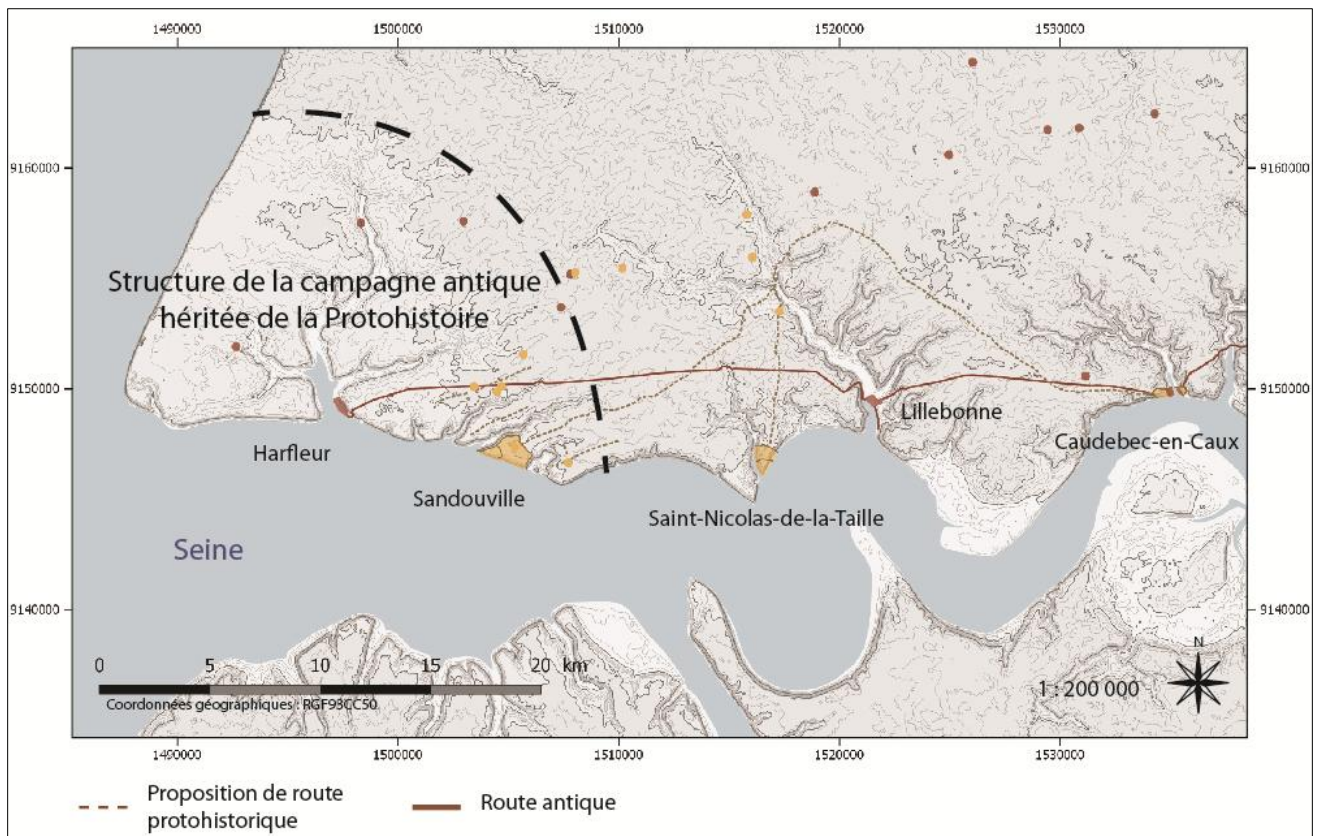 1490000 1500000 1510000 1520000 1530000
9160000 9160000
Structure de la campagne antique
héritée de la Protohistoire
9150000 9150000
Lillebonne
Harfleur
Caudebec-en-Caux
Sandouville
Saint-Nicolas-de-la-Taille
Seine
9140000 9140000
N
0 5 10 15 20 km
1 : 200 000
Coordonnées géographiques : RGF93CC50
1490000 1500000 1510000 1520000 1530000
Proposition de route
protohistorique
Route antique